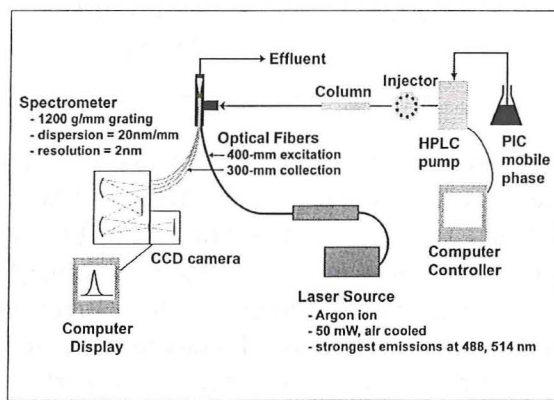 Effluent
Spectrometer
- 1200 g/mm grating
- dispersion = 20nm/mm
- resolution = 2nm
Column
Injector
HPLC
pump
PIC
mobile
phase
Optical Fibers
400-mm excitation
300-mm collection
CCD camera
Computer
Display
Computer
Controller
Laser Source
- Argon ion
- 50 mW, air cooled
- strongest emissions at 488, 514 nm